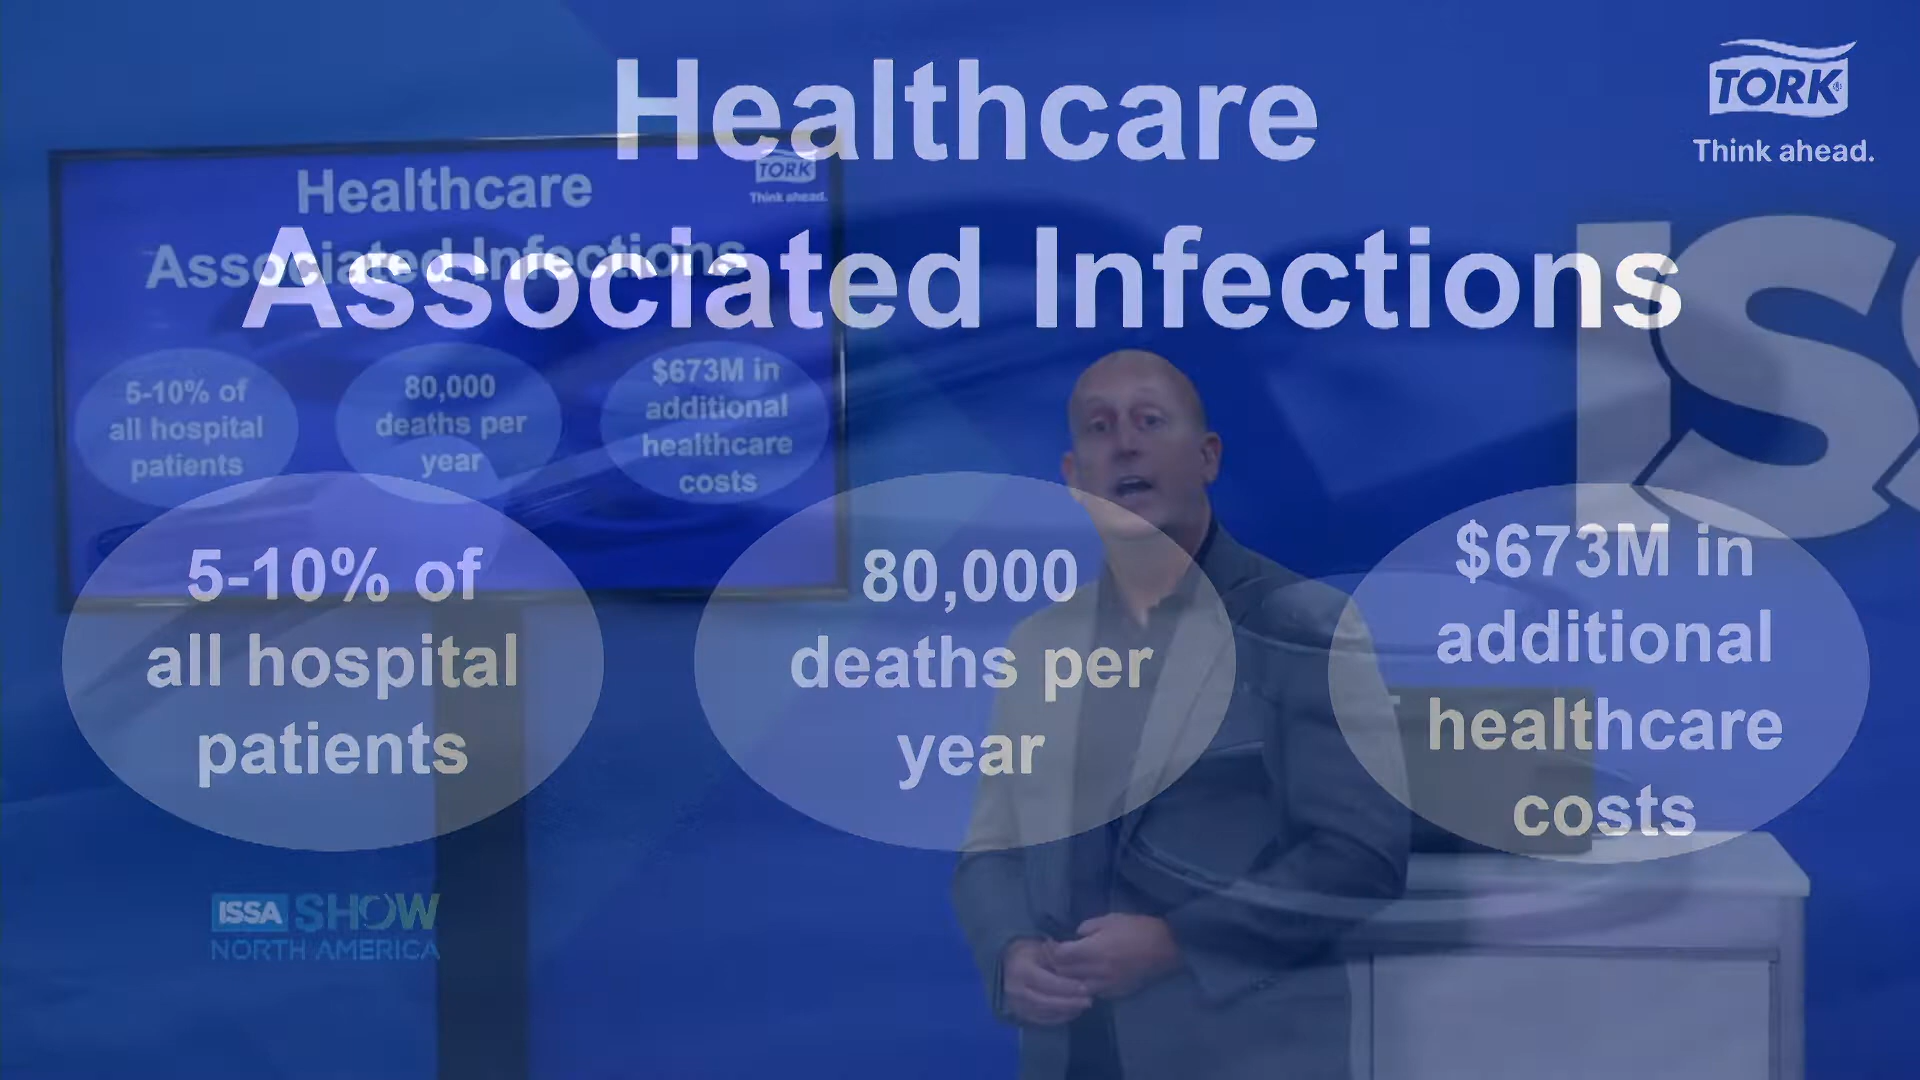 Healthcare
Associated Infections
TORK
Think ahead.
5-10% of
all hospital
patients
80,000
deaths per
year
$673M in
additional
healthcare
costs
Healthcare
Associated Infections
TORK
Think ahead.
5-10% of
all hospital
patients
80,000
deaths per
year
$673M in
additional
healthcare
costs
ISSA SHOW
NORTH AMERICA